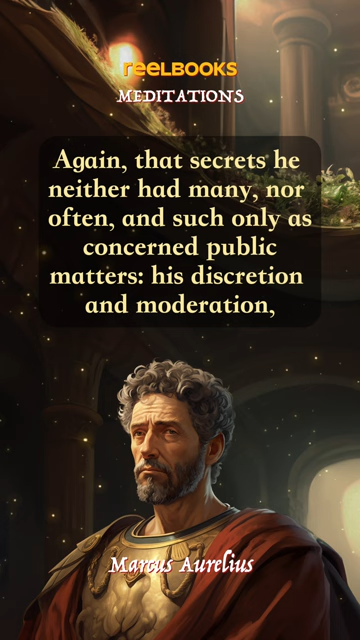 reelbooks
MEDITATIONS
Again, that secrets he
neither had many, nor
often, and such only as
concerned public
matters: his discretion
and moderation,
Marcus Aurelius